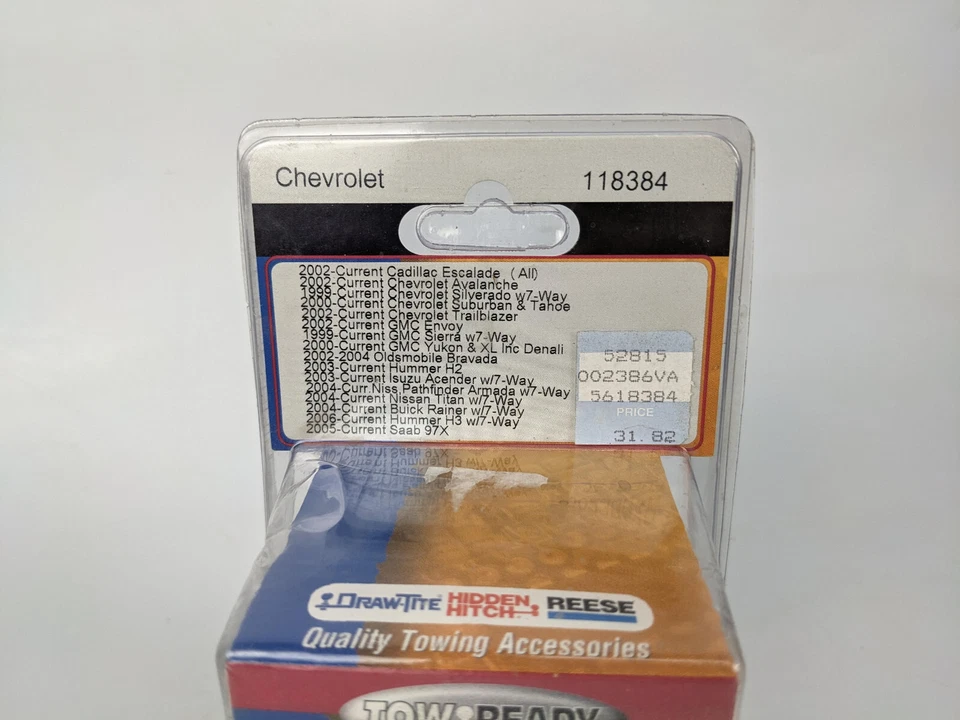 Chevrolet 118384
2002-Current Cadillac Escalade (All)
2002-Current Chevrolet Avalanche
1999-Current Chevrolet Silverado w7-Way
2000-Current Chevrolet Suburban & Tahoe
2002-Current Chevrolet Trailblazer
2002-Current GMC Envoy
1999-Current GMC Sierra w7-Way
2000-Current GMC Yukon & XL Inc Denali
2002-2004 Oldsmobile Bravada
2003-Current Hummer H2
2003-Current Isuzu Acender w/7-Way
2004-Curr.Niss.Pathfinder Armada w7-Way
2004-Current Nissan Titan w/7-Way
2004-Current Buick Rainer w/7-Way
2006-Current Hummer H3 w/7-Way
2005-Current Saab 97X
52815
002386VA
5618384
PRICE
31.82
DRAW-TITE HIDDEN HITCH REESE
Quality Towing Accessories
TOW READY